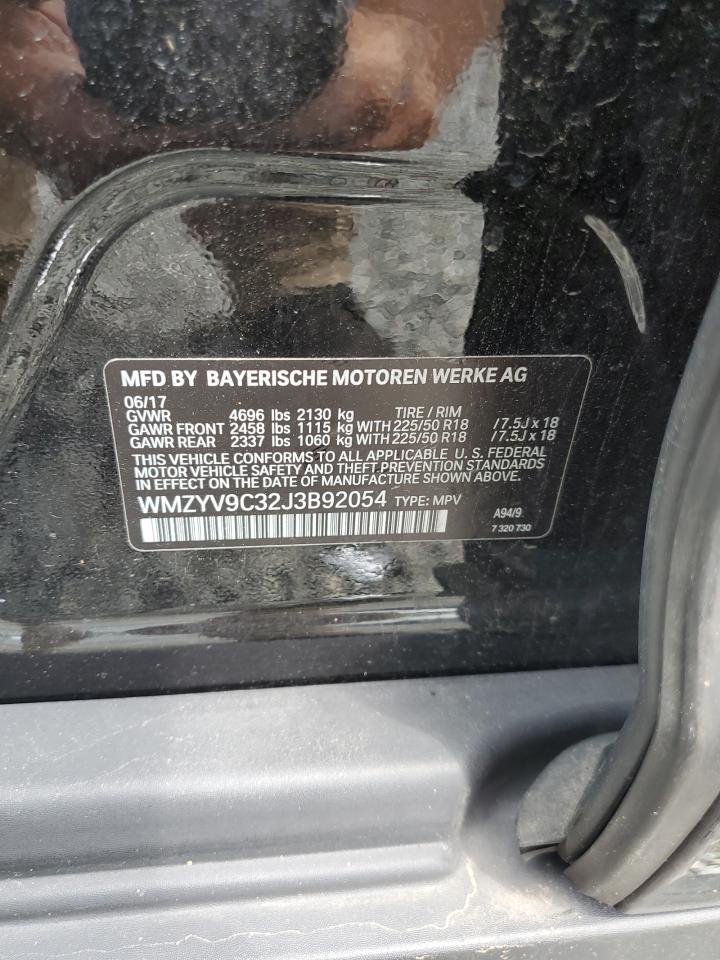 MFD BY BAYERISCHE MOTOREN WERKE AG
06/17
GVWR 4696 lbs 2130 kg TIRE / RIM
GAWR FRONT 2458 lbs 1115 kg WITH 225/50 R18 / 7.5J x 18
GAWR REAR 2337 lbs 1060 kg WITH 225/50 R18 / 7.5J x 18
THIS VEHICLE CONFORMS TO ALL APPLICABLE U. S. FEDERAL
MOTOR VEHICLE SAFETY AND THEFT PREVENTION STANDARDS
IN EFFECT ON THE DATE OF MANUFACTURE SHOWN ABOVE.
WMZYV9C32J3B92054 TYPE: MPV
A94/9
7 320 730